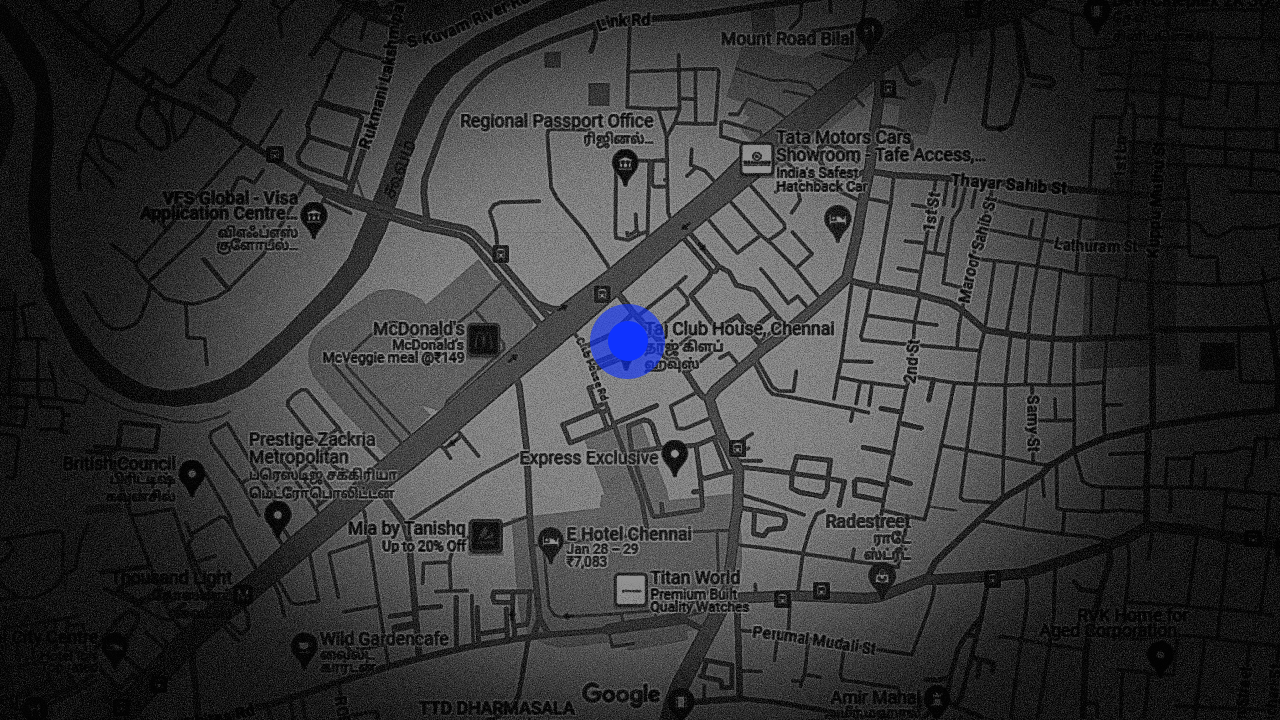 S Kuvam River Rd
Link Rd
Mount Road Bilal
Rukmani Lakshmipa
Regional Passport Office
ரிஜினல்...
Tata Motors Cars
Showroom - Tafe Access,...
India's Safest
Hatchback Car
Thayar Sahib St
VFS Global - Visa
Application Centre...
விஎஃப்எஸ்
குளோபல்...
1st St
Maroof Sahib St
Lathuram St
McDonald's
McDonald's
McVeggie meal @₹149
Taj Club House, Chennai
தாஜ் கிளப்
ஹவுஸ்
Club House Rd
2nd St
Samy St
Prestige Zackria
Metropolitan
பிரஸ்டிஜ் சக்கிரியா
மெட்ரோபொலிட்டன்
British Council
பிரிட்டிஷ்
கவுன்சில்
Express Exclusive
Mia by Tanishq
Up to 20% Off
E Hotel Chennai
Jan 28 – 29
₹7,083
Radestreet
ராடே
ஸ்ட்ரீட்
Titan World
Premium Built
Quality Watches
Thousand Light
City Centre
Wild Gardencafe
வைல்ட்
கார்டன்
Perumal Mudali St
RVK Home for
Aged Corporation
Google
TTD DHARMASALA
Amir Mahal